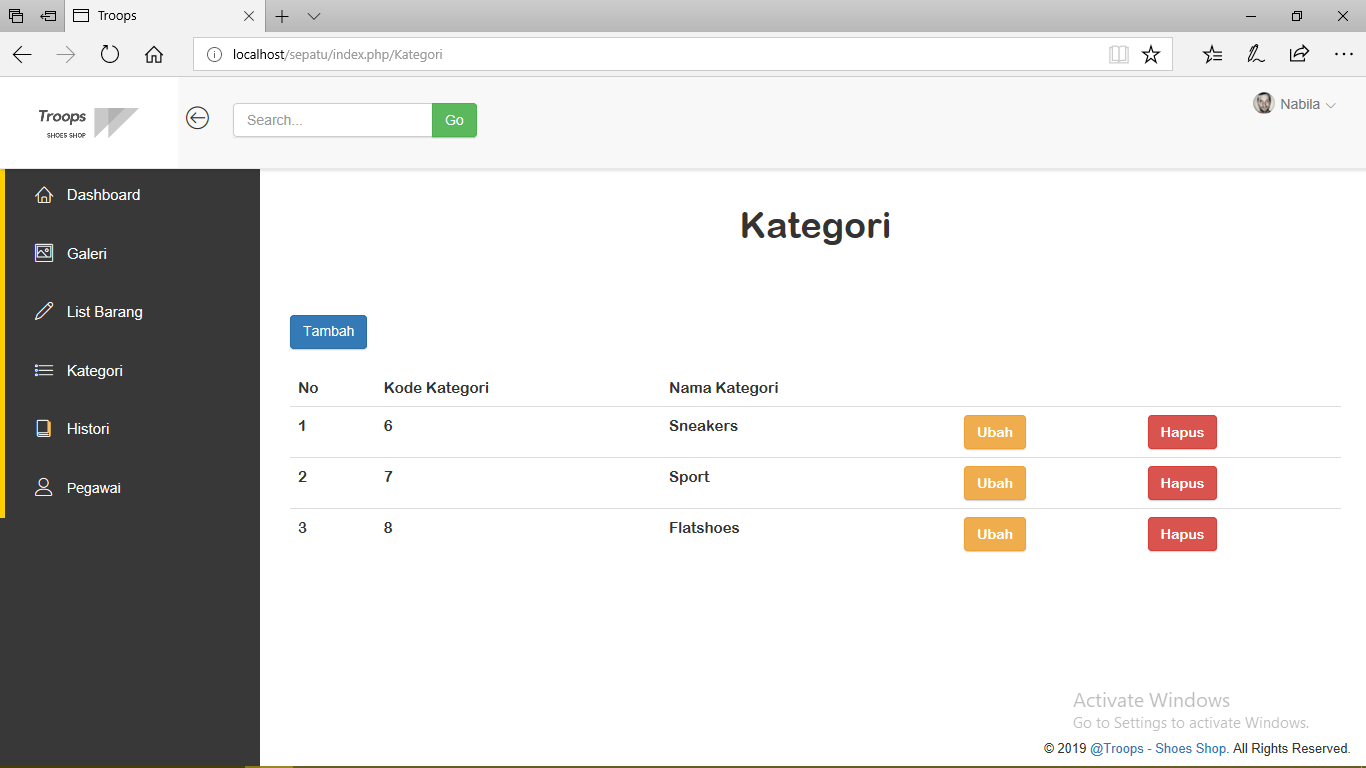 Troops
localhost/sepatu/index.php/Kategori
Troops
SHOES SHOP
Search...
Go
Nabila
Dashboard
Galeri
List Barang
Kategori
Histori
Pegawai
Kategori
Tambah
No Kode Kategori Nama Kategori
1 6 Sneakers Ubah Hapus
2 7 Sport Ubah Hapus
3 8 Flatshoes Ubah Hapus
Activate Windows
Go to Settings to activate Windows.
© 2019 @Troops - Shoes Shop. All Rights Reserved.